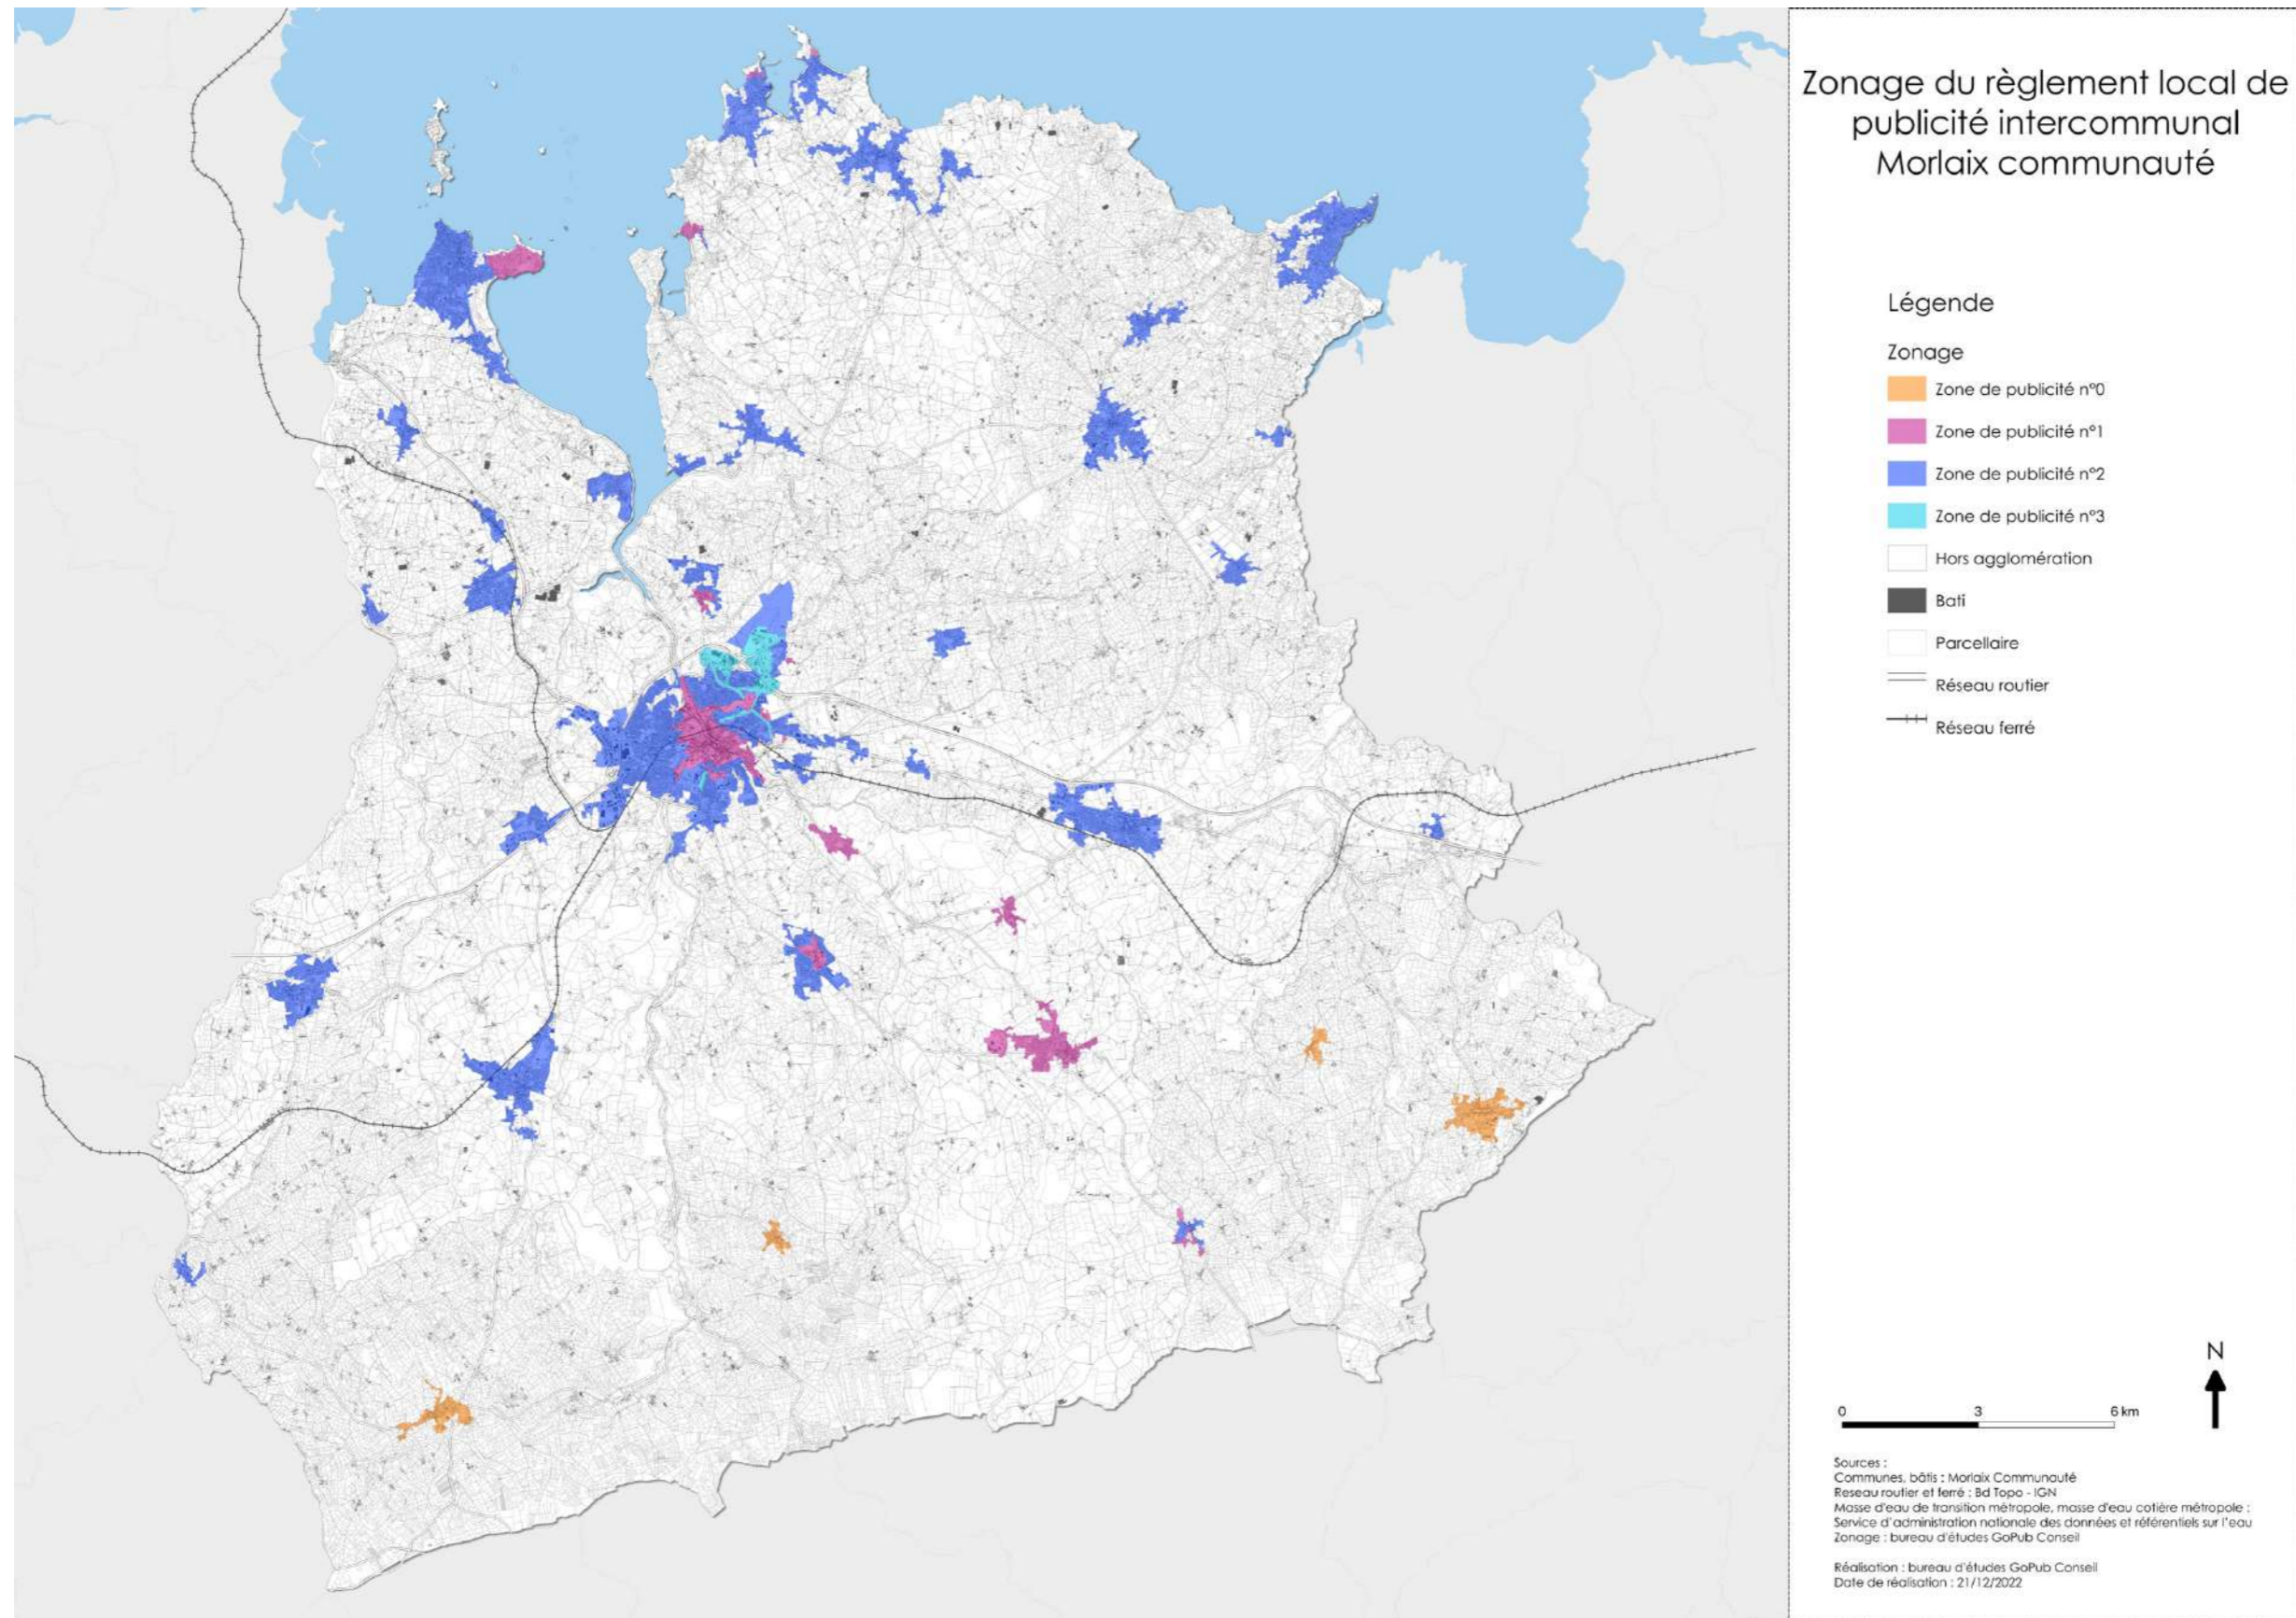 Zonage du règlement local de
publicité intercommunal
Morlaix communauté
Légende
Zonage
Zone de publicité n°0
Zone de publicité n°1
Zone de publicité n°2
Zone de publicité n°3
Hors agglomération
Bati
Parcellaire
Réseau routier
Réseau ferré
N
0 3 6 km
Sources :
Communes, bâtis : Morlaix Communauté
Reseau routier et ferré : Bd Topo - IGN
Masse d'eau de transition métropole, masse d'eau cotière métropole :
Service d'administration nationale des données et référentiels sur l'eau
Zonage : bureau d'études GoPub Conseil
Réalisation : bureau d'études GoPub Conseil
Date de réalisation : 21/12/2022